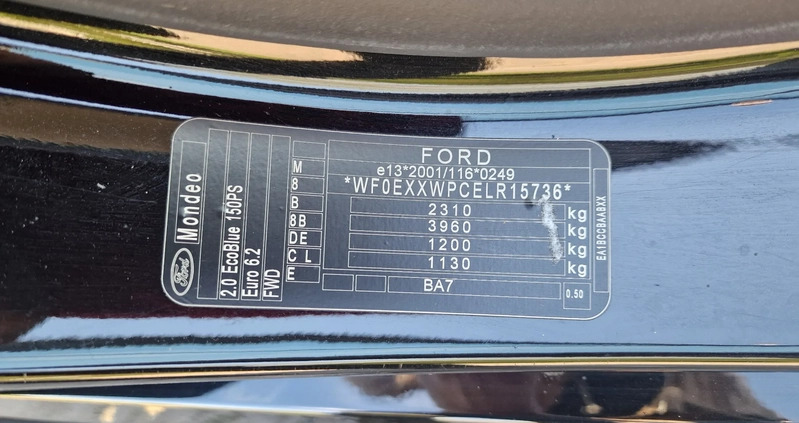 Ford
Mondeo
2.0 EcoBlue 150PS
Euro 6.2
FWD
M
8
B
8B
DE
C L
E
FORD
e13*2001/116*0249
*WF0EXXWPCELR15736*
2310 kg
3960 kg
1200 kg
1130 kg
BA7
0.50